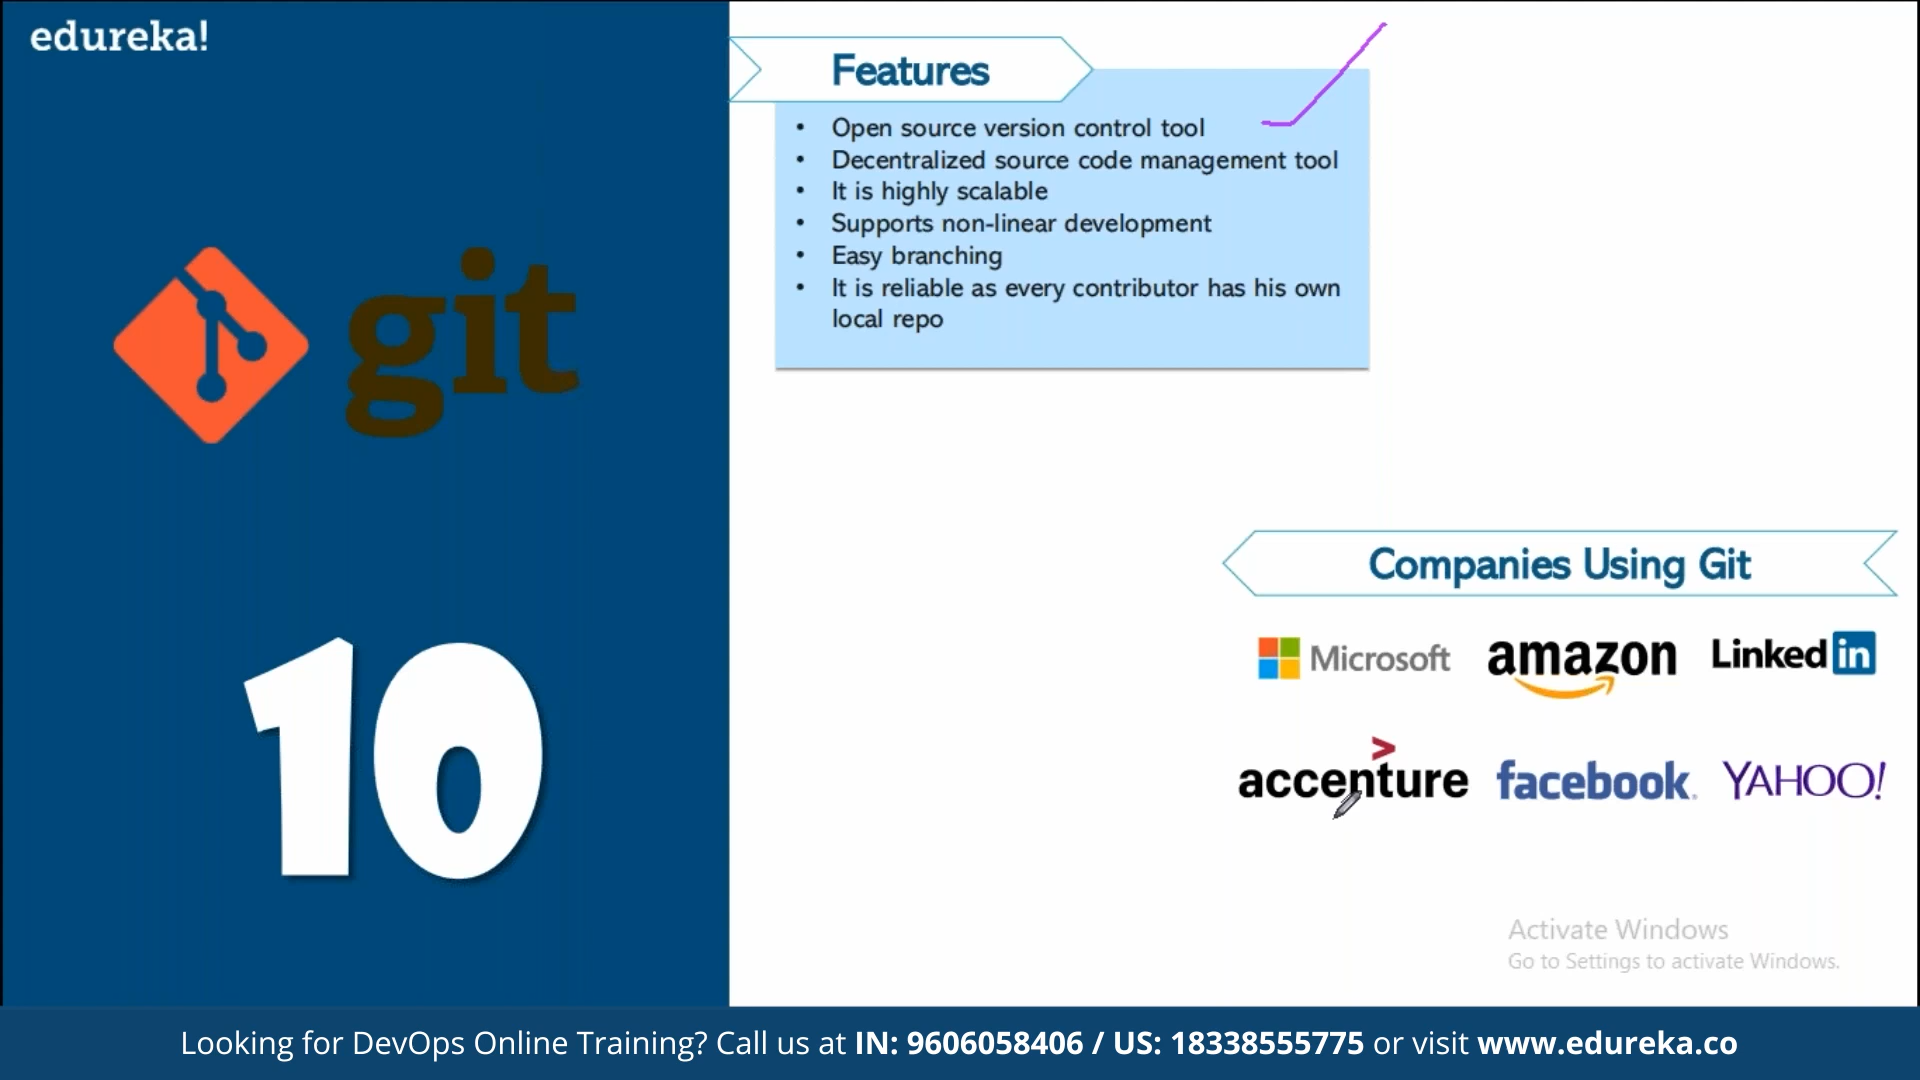 edureka!
git
10
Features
• Open source version control tool
• Decentralized source code management tool
• It is highly scalable
• Supports non-linear development
• Easy branching
• It is reliable as every contributor has his own
local repo
Companies Using Git
Microsoft amazon Linked in
accenture facebook. YAHOO!
Activate Windows
Go to Settings to activate Windows.
Looking for DevOps Online Training? Call us at IN: 9606058406 / US: 18338555775 or visit www.edureka.co